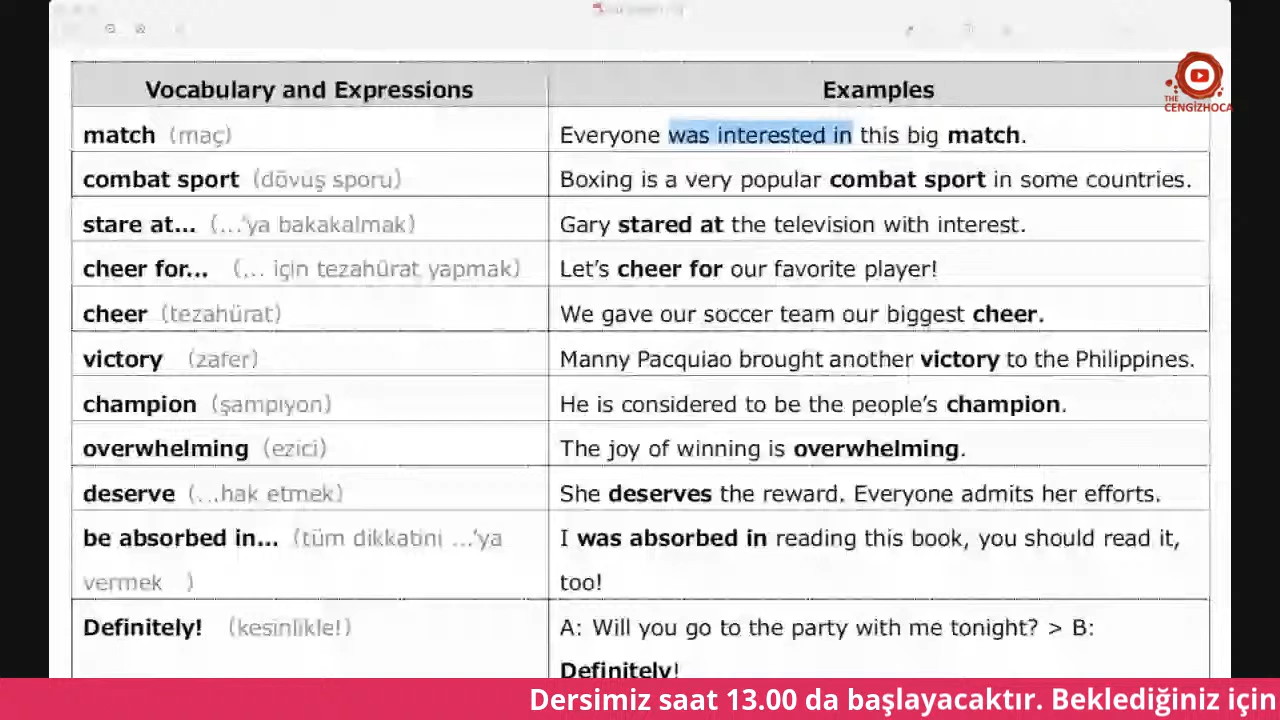 Vocabulary and Expressions Examples
match (maç) Everyone was interested in this big match.
combat sport (dövüş sporu) Boxing is a very popular combat sport in some countries.
stare at... (...'ya bakakalmak) Gary stared at the television with interest.
cheer for... (... için tezahürat yapmak) Let's cheer for our favorite player!
cheer (tezahürat) We gave our soccer team our biggest cheer.
victory (zafer) Manny Pacquiao brought another victory to the Philippines.
champion (şampiyon) He is considered to be the people's champion.
overwhelming (ezici) The joy of winning is overwhelming.
deserve (...hak etmek) She deserves the reward. Everyone admits her efforts.
be absorbed in... (tüm dikkatini ...'ya I was absorbed in reading this book, you should read it,
vermek ) too!
Definitely! (kesinlikle!) A: Will you go to the party with me tonight? > B:
Definitely!
THE
CENGİZHOCA
Dersimiz saat 13.00 da başlayacaktır. Beklediğiniz için